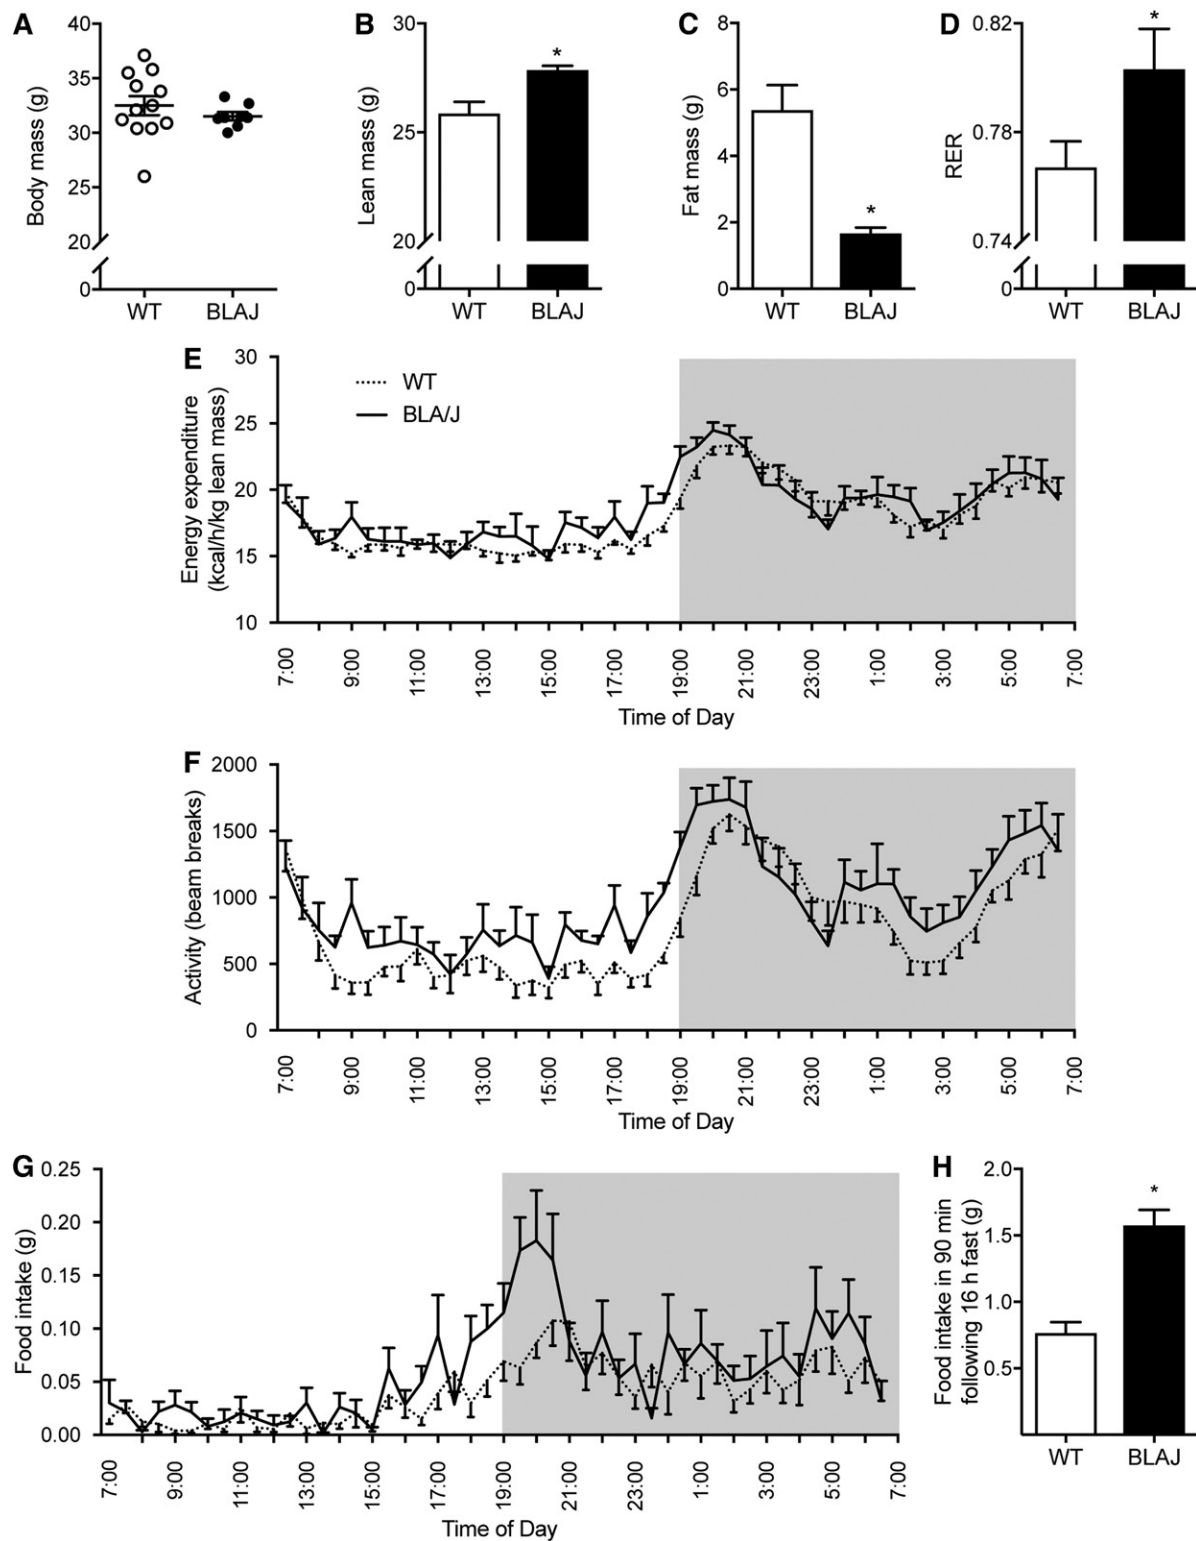 A
Body mass (g)
40
35
30
25
20
0
WT BLAJ
B
Lean mass (g)
30
25
20
0
*
WT BLAJ
C
Fat mass (g)
8
6
4
2
0
*
WT BLAJ
D
RER
0.82
0.78
0.74
0
*
WT BLAJ
E
Energy expenditure
(kcal/h/kg lean mass)
30
25
20
15
10
WT
BLA/J
7:00 9:00 11:00 13:00 15:00 17:00 19:00 21:00 23:00 1:00 3:00 5:00 7:00
Time of Day
F
Activity (beam breaks)
2000
1500
1000
500
0
7:00 9:00 11:00 13:00 15:00 17:00 19:00 21:00 23:00 1:00 3:00 5:00 7:00
Time of Day
G
Food intake (g)
0.25
0.20
0.15
0.10
0.05
0.00
7:00 9:00 11:00 13:00 15:00 17:00 19:00 21:00 23:00 1:00 3:00 5:00 7:00
Time of Day
H
Food intake in 90 min
following 16 h fast (g)
2.0
1.5
1.0
0.5
*
WT BLAJ